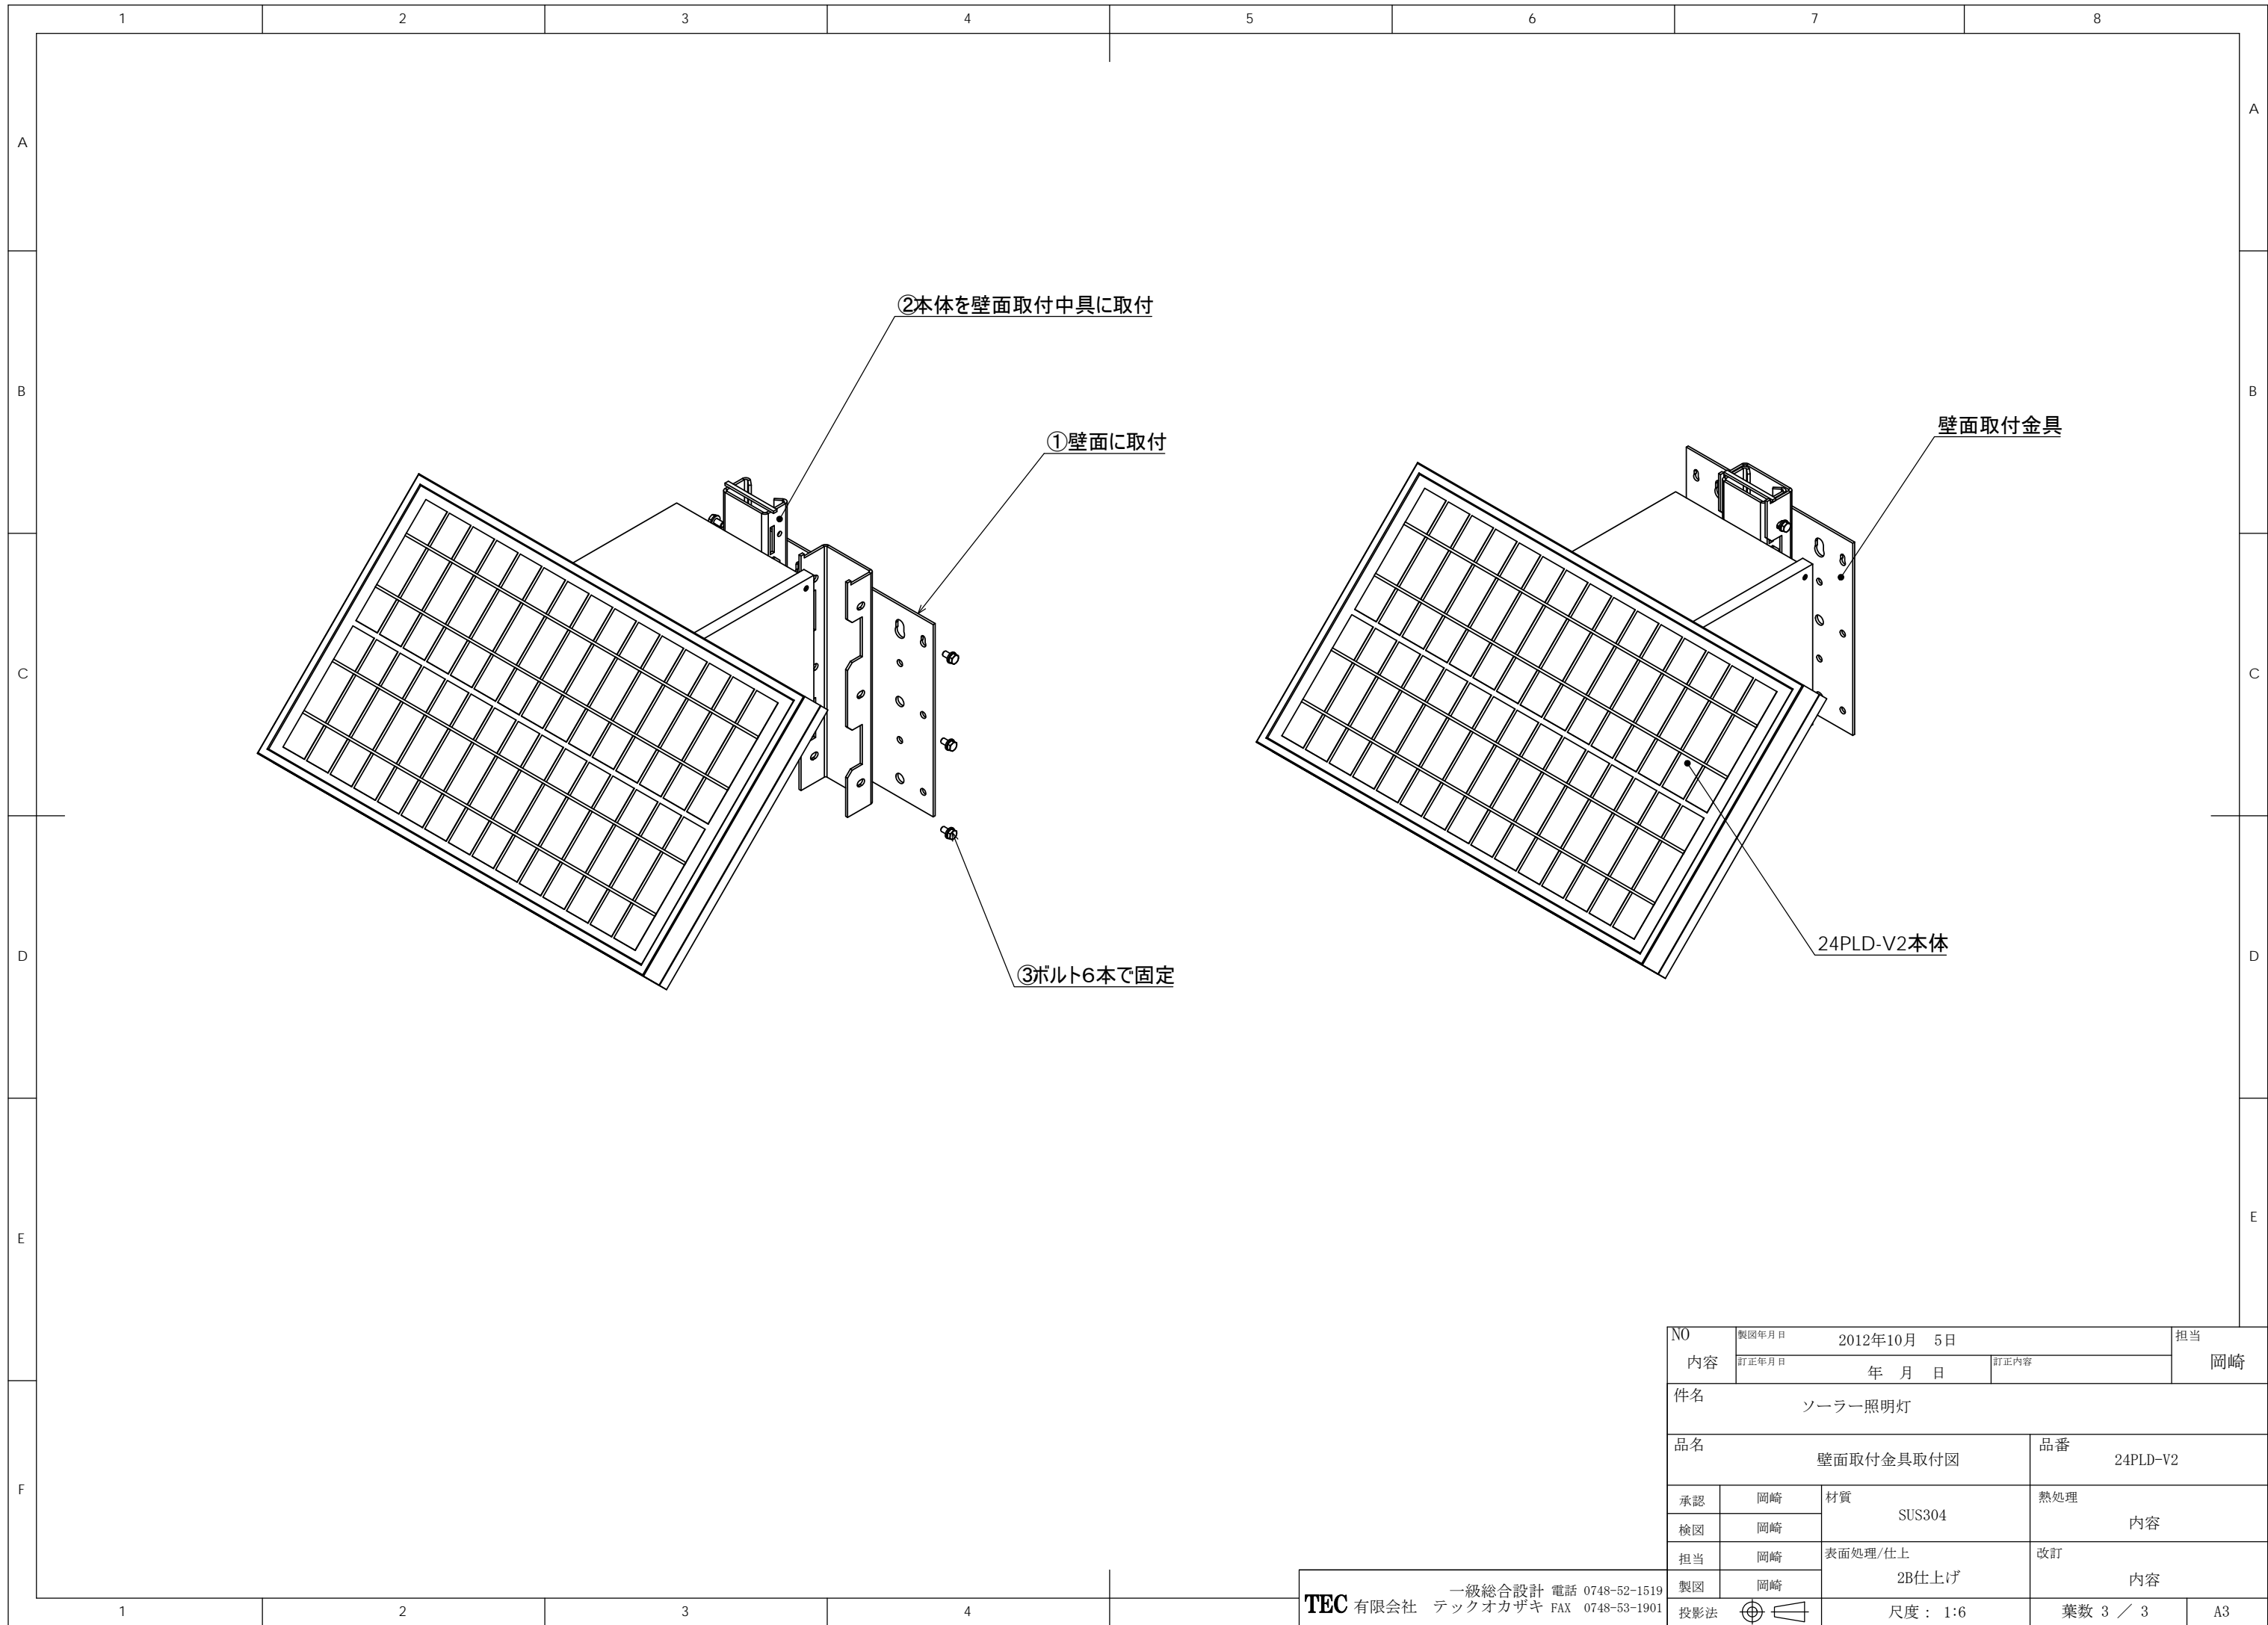 1 2 3 4 5 6 7 8
A A
B B
C C
D D
E E
F
②本体を壁面取付中具に取付
①壁面に取付
③ボルト6本で固定
壁面取付金具
24PLD-V2本体
NO 内容
製図年月日 2012年10月 5日
担当 岡崎
訂正年月日 年 月 日
訂正内容
件名 ソーラー照明灯
品名 壁面取付金具取付図
品番 24PLD-V2
承認 岡崎
材質 SUS304
熱処理 内容
検図 岡崎
担当 岡崎
表面処理/仕上 2B仕上げ
改訂 内容
製図 岡崎
投影法
尺度： 1:6
葉数 3 ／ 3
A3
一級総合設計 電話 0748-52-1519
TEC 有限会社 テックオカザキ FAX 0748-53-1901
1 2 3 4